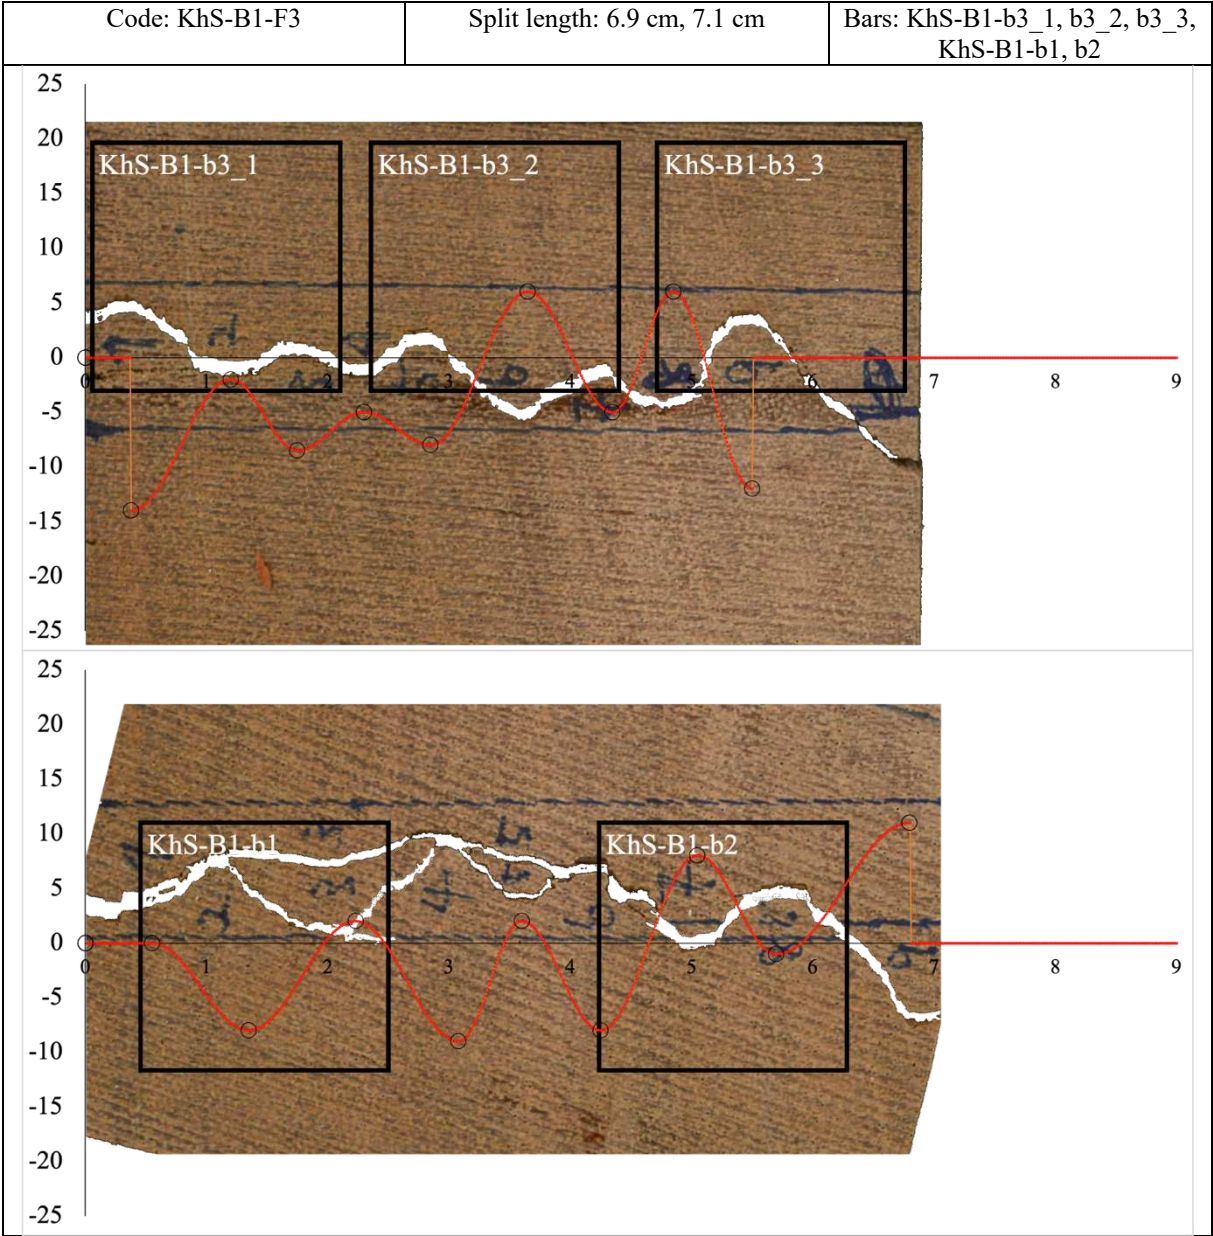 Code: KhS-B1-F3
Split length: 6.9 cm, 7.1 cm
Bars: KhS-B1-b3_1, b3_2, b3_3,
KhS-B1-b1, b2
25
20
15
10
5
0
-5
-10
-15
-20
-25
KhS-B1-b3_1
KhS-B1-b3_2
KhS-B1-b3_3
0 1 2 3 4 5 6 7 8 9
25
20
15
10
5
0
-5
-10
-15
-20
-25
KhS-B1-b1
KhS-B1-b2
0 1 2 3 4 5 6 7 8 9